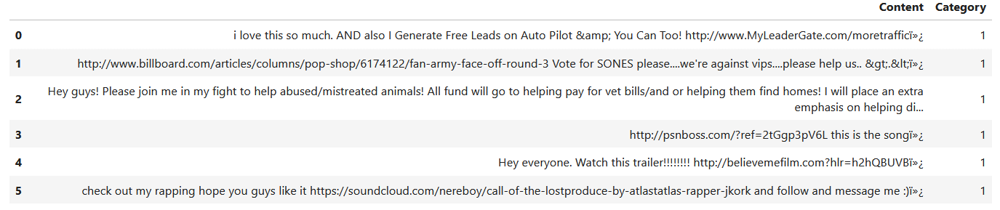 Content Category
0 i love this so much. AND also I Generate Free Leads on Auto Pilot &amp; You Can Too! http://www.MyLeaderGate.com/moretrafficï»¿ 1
1 http://www.billboard.com/articles/columns/pop-shop/6174122/fan-army-face-off-round-3 Vote for SONES please....we're against vips....please help us.. &gt;.&lt;ï»¿ 1
2 Hey guys! Please join me in my fight to help abused/mistreated animals! All fund will go to helping pay for vet bills/and or helping them find homes! I will place an extra 1
emphasis on helping di...
3 http://psnboss.com/?ref=2tGgp3pV6L this is the songï»¿ 1
4 Hey everyone. Watch this trailer!!!!!!!! http://believemefilm.com?hlr=h2hQBUVBï»¿ 1
5 check out my rapping hope you guys like it https://soundcloud.com/nereboy/call-of-the-lostproduce-by-atlastatlas-rapper-jkork and follow and message me :)ï»¿ 1